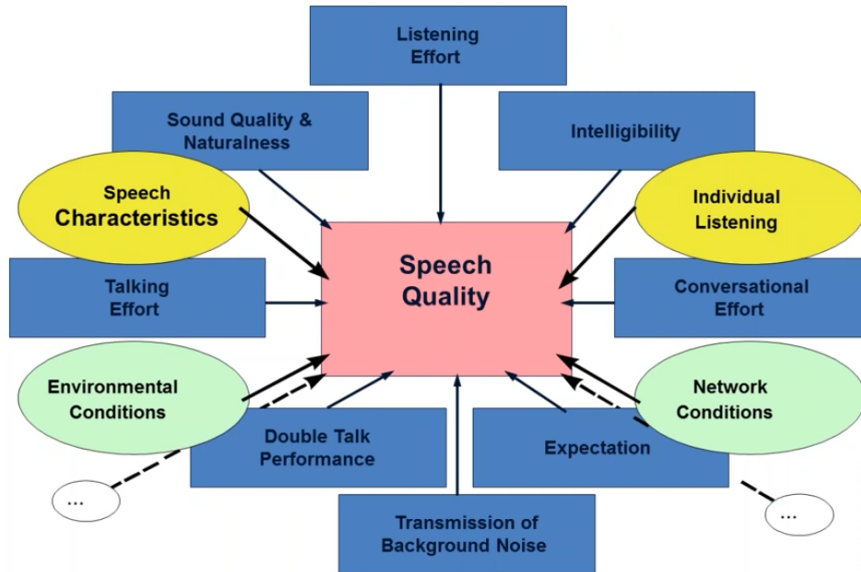 Listening
Effort
Sound Quality &
Naturalness
Intelligibility
Speech
Characteristics
Individual
Listening
Speech
Quality
Talking
Effort
Conversational
Effort
Environmental
Conditions
Network
Conditions
Double Talk
Performance
Expectation
...
...
Transmission of
Background Noise